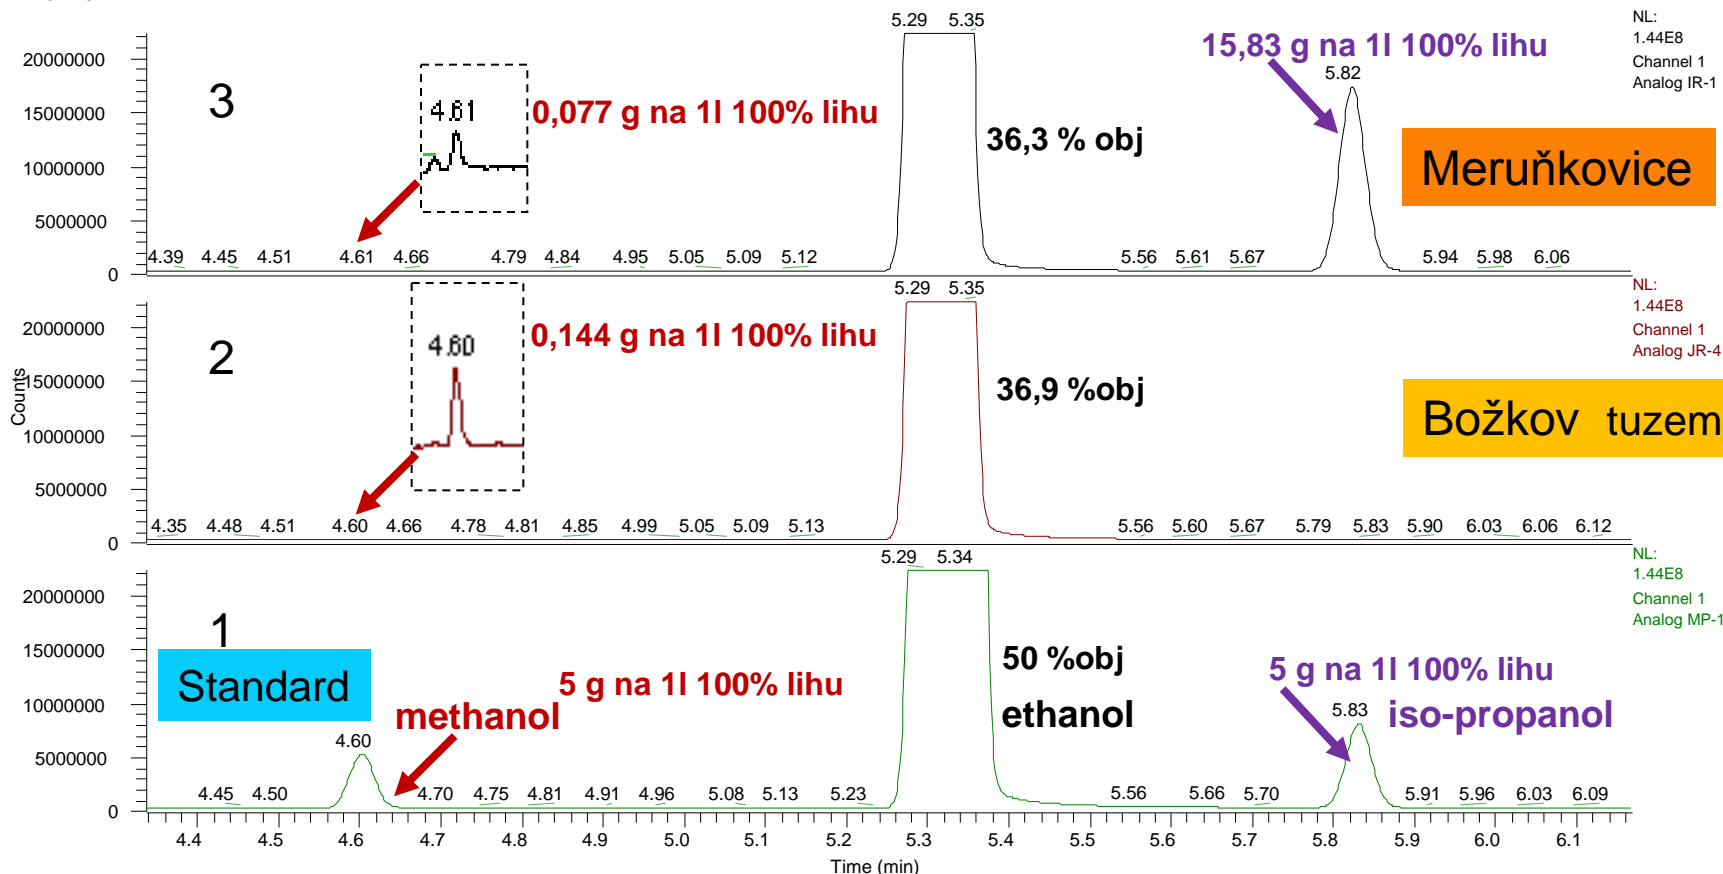 5.29 5.35
NL:
1.44E8
Channel 1
Analog IR-1
15,83 g na 1l 100% lihu
5.82
20000000
3
4.61
0,077 g na 1l 100% lihu
36,3 % obj
Meruňkovice
15000000
10000000
5000000
4.39 4.45 4.51 4.61 4.66 4.79 4.84 4.95 5.05 5.09 5.12 5.56 5.61 5.67 5.94 5.98 6.06
0
5.29 5.35
NL:
1.44E8
Channel 1
Analog JR-4
20000000
2
4.60
0,144 g na 1l 100% lihu
36,9 %obj
Božkov tuzem
Counts
15000000
10000000
5000000
4.35 4.48 4.51 4.60 4.66 4.78 4.81 4.85 4.99 5.05 5.09 5.13 5.56 5.60 5.67 5.79 5.83 5.90 6.03 6.06 6.12
0
5.29 5.34
NL:
1.44E8
Channel 1
Analog MP-1
20000000
1
15000000
Standard
5 g na 1l 100% lihu
methanol
50 %obj
ethanol
5 g na 1l 100% lihu
iso-propanol
5.83
10000000
4.60
5000000
4.45 4.50 4.70 4.75 4.81 4.91 4.96 5.08 5.13 5.23 5.56 5.66 5.70 5.91 5.96 6.03 6.09
0
4.4 4.5 4.6 4.7 4.8 4.9 5.0 5.1 5.2 5.3 5.4 5.5 5.6 5.7 5.8 5.9 6.0 6.1
Time (min)